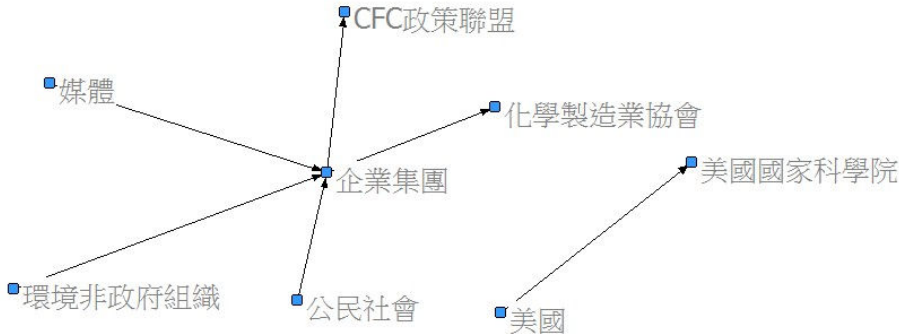 CFC政策聯盟
媒體
化學製造業協會
美國國家科學院
企業集團
環境非政府組織
公民社會
美國